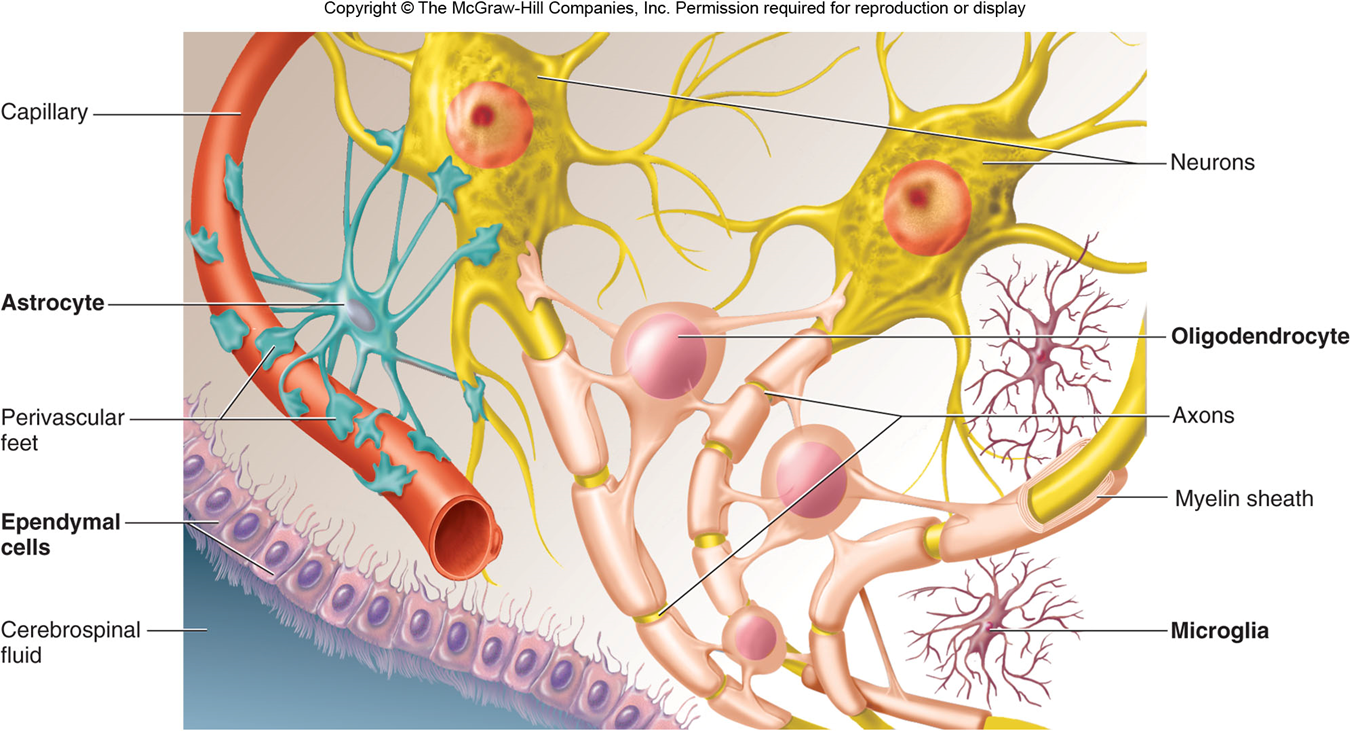 Copyright © The McGraw-Hill Companies, Inc. Permission required for reproduction or display
Capillary
Neurons
Astrocyte
Oligodendrocyte
Perivascular
feet
Axons
Myelin sheath
Ependymal
cells
Cerebrospinal
fluid
Microglia